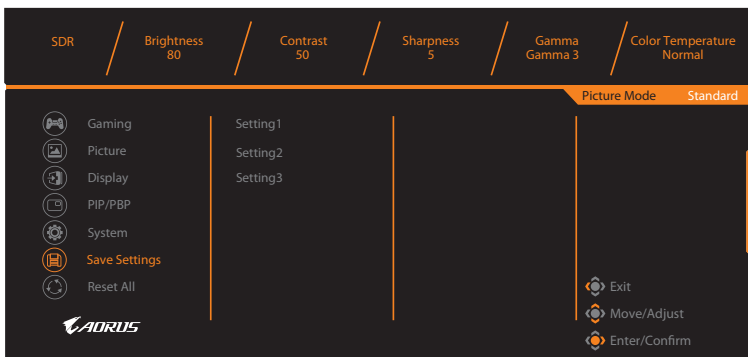 SDR
Brightness
80
Contrast
50
Sharpness
5
Gamma
Gamma 3
Color Temperature
Normal
Picture Mode Standard
Gaming
Picture
Display
PIP/PBP
System
Save Settings
Reset All
Setting1
Setting2
Setting3
Exit
Move/Adjust
Enter/Confirm
AORUS